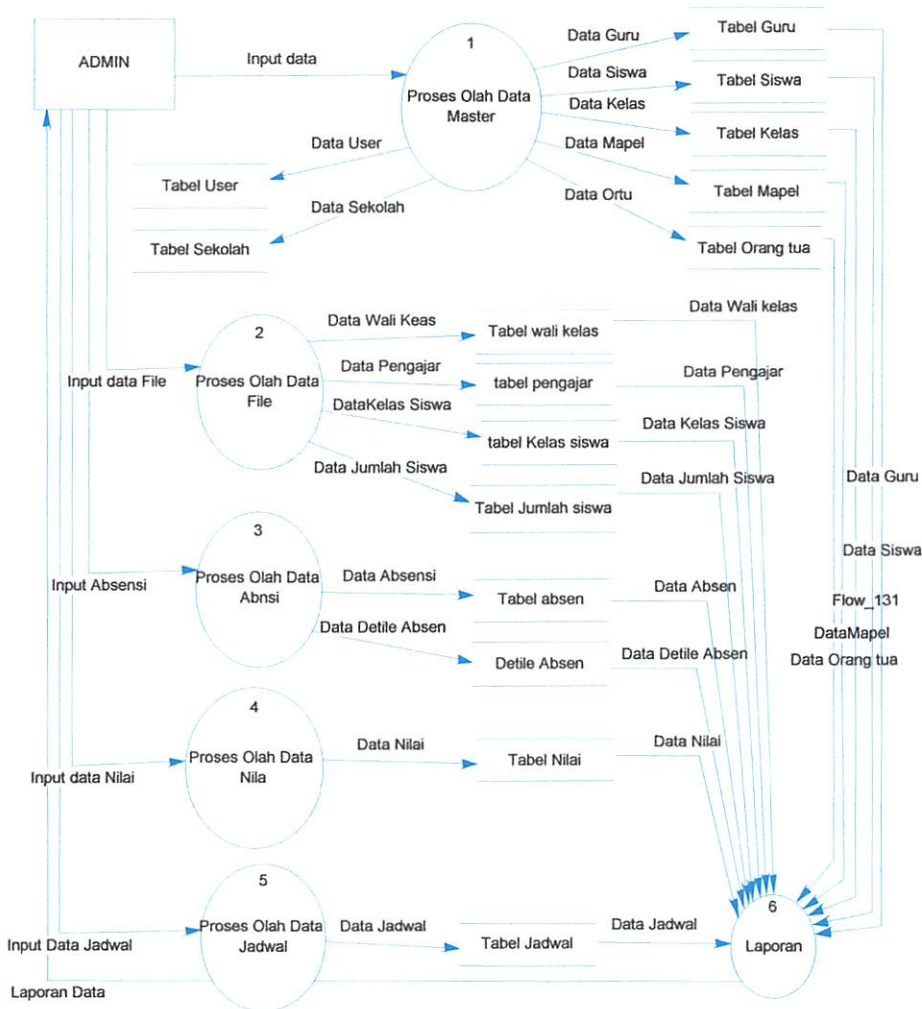 1
ADMIN
Input data
Proses Olah Data
Master
Data Guru
Tabel Guru
Data Siswa
Tabel Siswa
Data Kelas
Tabel Kelas
Data Mapel
Tabel Mapel
Data Ortu
Tabel Orang tua
Data User
Tabel User
Data Sekolah
Tabel Sekolah
2
Input data File
Proses Olah Data
File
Data Wali Keas
Tabel wali kelas
Data Wali kelas
Data Pengajar
tabel pengajar
Data Pengajar
DataKelas Siswa
tabel Kelas siswa
Data Kelas Siswa
Data Jumlah Siswa
Tabel Jumlah siswa
Data Jumlah Siswa
Data Guru
Data Siswa
Flow_131
DataMapel
Data Orang tua
3
Input Absensi
Proses Olah Data
Abnsi
Data Absensi
Tabel absen
Data Absen
Data Detile Absen
Detile Absen
Data Detile Absen
4
Input data Nilai
Proses Olah Data
Nila
Data Nilai
Tabel Nilai
Data Nilai
5
Input Data Jadwal
Proses Olah Data
Jadwal
Data Jadwal
Tabel Jadwal
Data Jadwal
6
Laporan
Laporan Data